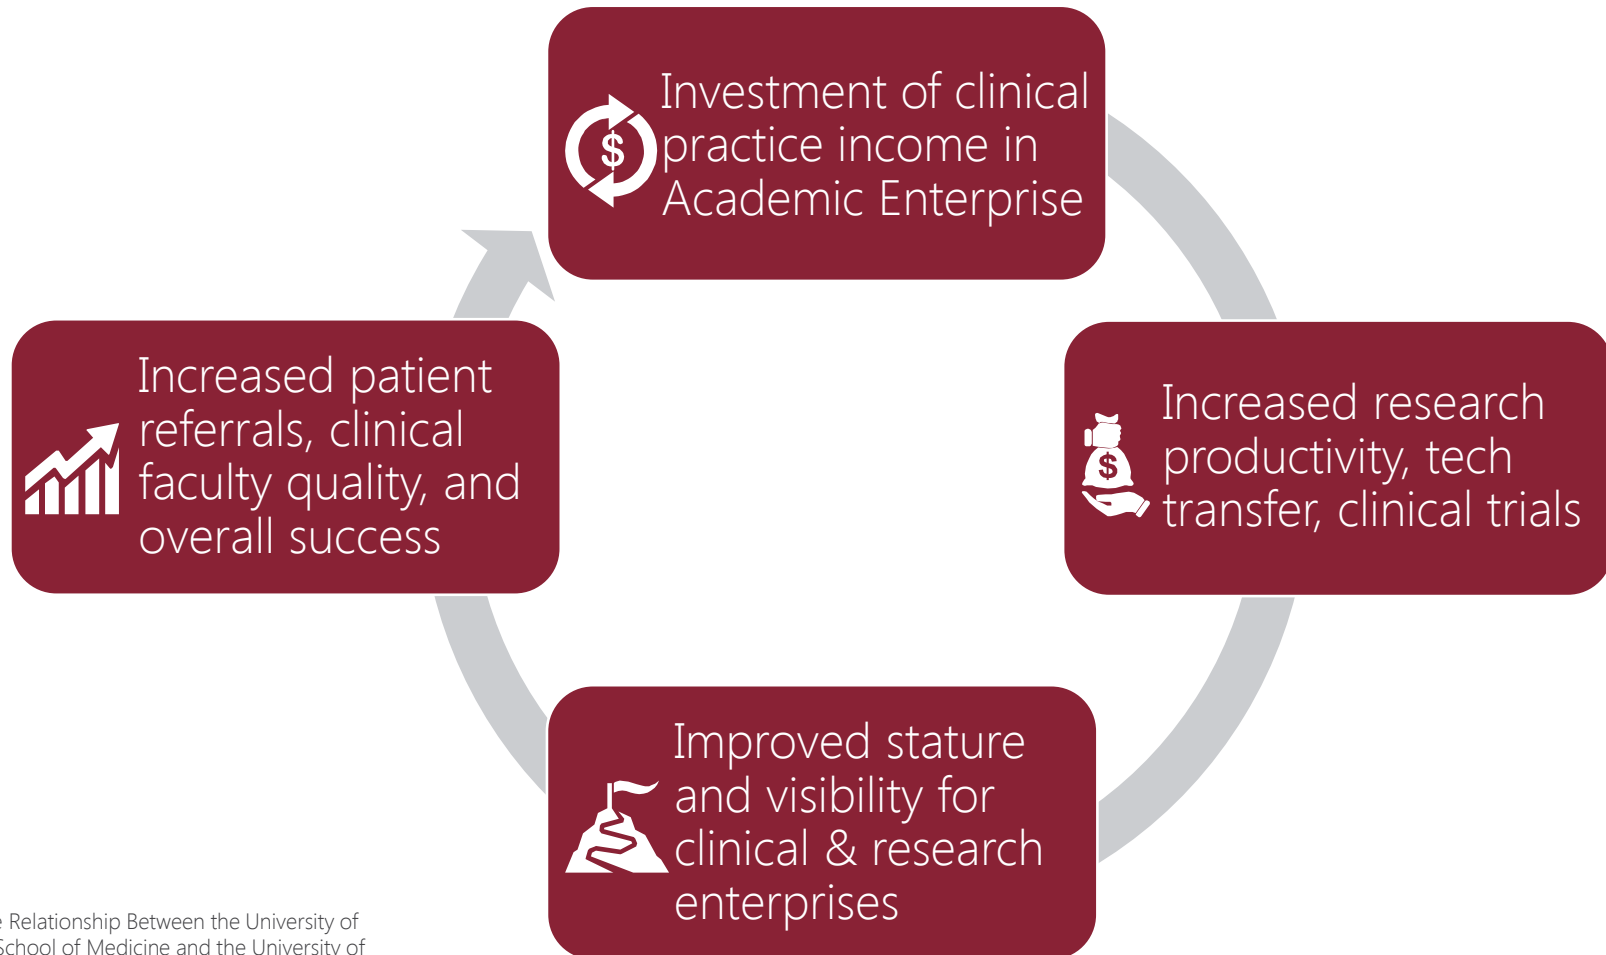 Investment of clinical
$
practice income in
Academic Enterprise
Increased patient
referrals, clinical
faculty quality, and
overall success
Increased research
$
productivity, tech
transfer, clinical trials
Improved stature
and visibility for
clinical & research
enterprises
Relationship Between the University of
School of Medicine and the University of